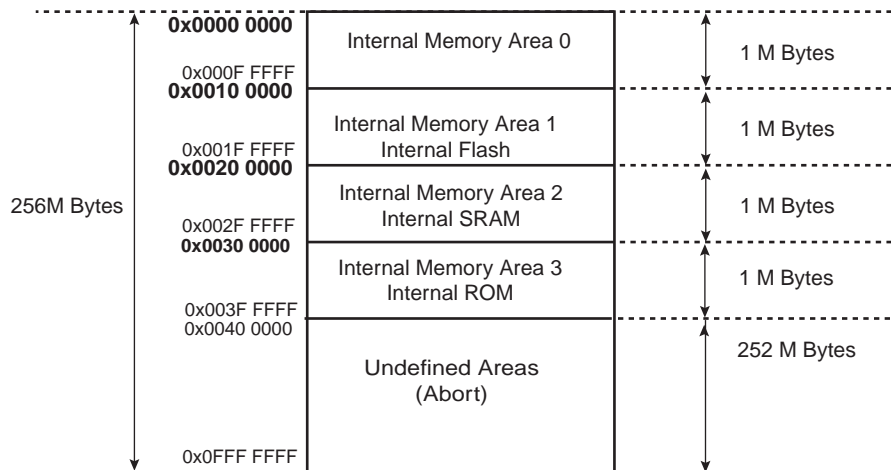 0x0000 0000
Internal Memory Area 0
1 M Bytes
0x000F FFFF
0x0010 0000
Internal Memory Area 1
Internal Flash
1 M Bytes
0x001F FFFF
0x0020 0000
256M Bytes
Internal Memory Area 2
Internal SRAM
1 M Bytes
0x002F FFFF
0x0030 0000
Internal Memory Area 3
Internal ROM
1 M Bytes
0x003F FFFF
0x0040 0000
252 M Bytes
Undefined Areas
(Abort)
0x0FFF FFFF